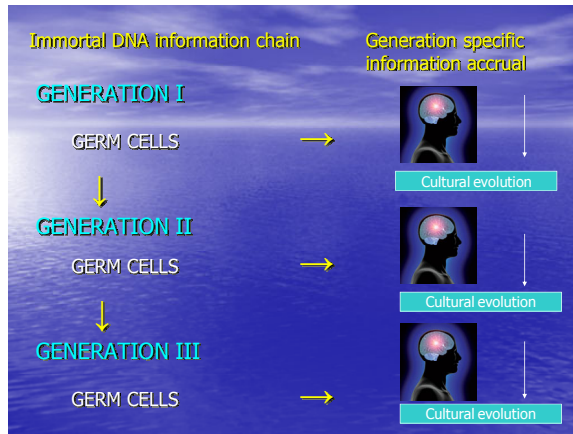 Immortal DNA information chain
Generation specific
information accrual
GENERATION I
GERM CELLS
Cultural evolution
GENERATION II
GERM CELLS
Cultural evolution
GENERATION III
GERM CELLS
Cultural evolution